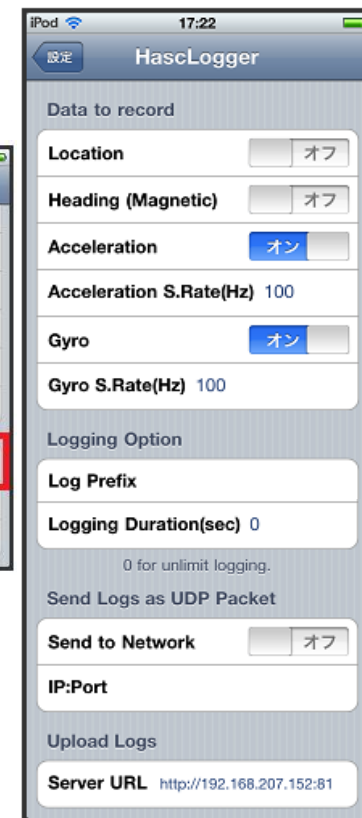 iPod 17:22
設定 HascLogger
Data to record
Location オフ
Heading (Magnetic) オフ
Acceleration オン
Acceleration S.Rate(Hz) 100
Gyro オン
Gyro S.Rate(Hz) 100
Logging Option
Log Prefix
Logging Duration(sec) 0
0 for unlimit logging.
Send Logs as UDP Packet
Send to Network オフ
IP:Port
Upload Logs
Server URL http://192.168.207.152:81